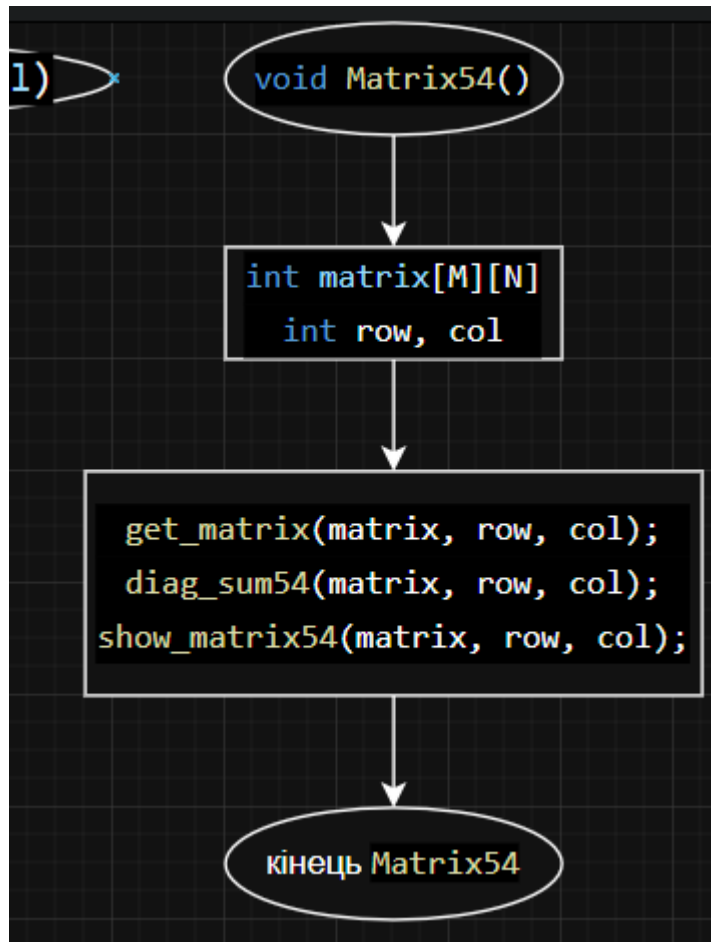 l)
void Matrix54()
int matrix[M][N]
int row, col
get_matrix(matrix, row, col);
diag_sum54(matrix, row, col);
show_matrix54(matrix, row, col);
кінець Matrix54